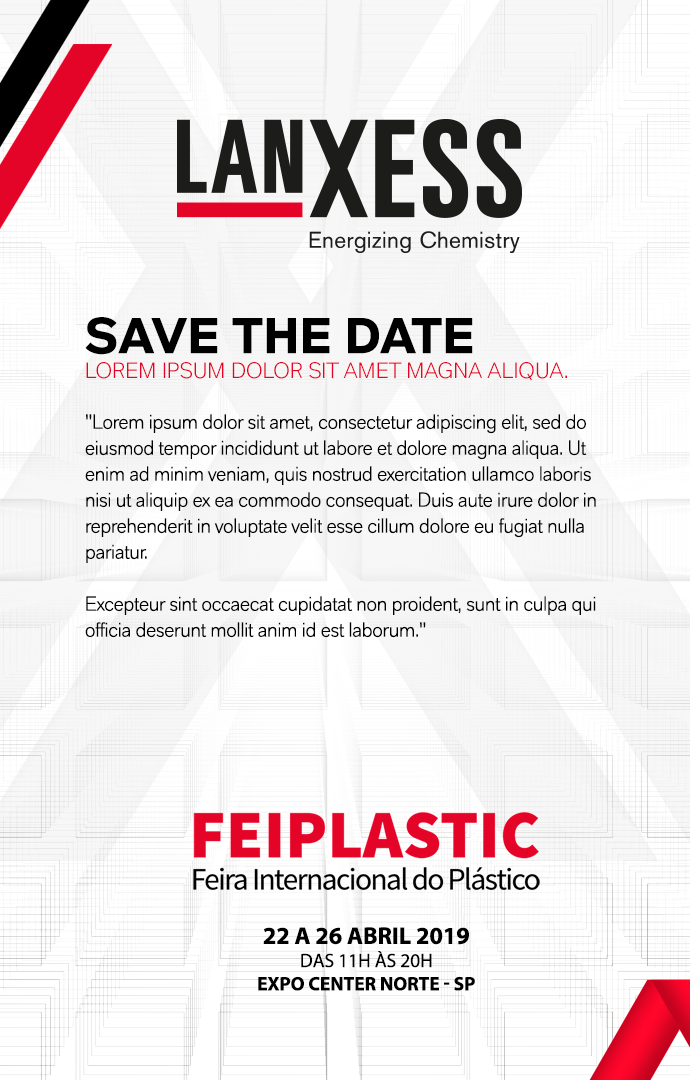 LANXESS
Energizing Chemistry
SAVE THE DATE
LOREM IPSUM DOLOR SIT AMET MAGNA ALIQUA.
"Lorem ipsum dolor sit amet, consectetur adipiscing elit, sed do
eiusmod tempor incididunt ut labore et dolore magna aliqua. Ut
enim ad minim veniam, quis nostrud exercitation ullamco laboris
nisi ut aliquip ex ea commodo consequat. Duis aute irure dolor in
reprehenderit in voluptate velit esse cillum dolore eu fugiat nulla
pariatur.
Excepteur sint occaecat cupidatat non proident, sunt in culpa qui
officia deserunt mollit anim id est laborum."
FEIPLASTIC
Feira Internacional do Plástico
22 A 26 ABRIL 2019
DAS 11H ÀS 20H
EXPO CENTER NORTE - SP